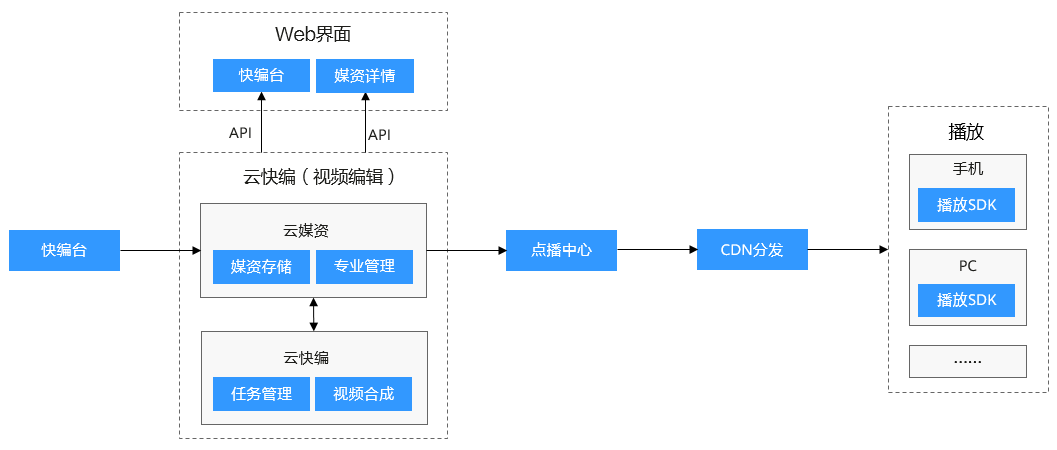 Web界面
快编台
媒资详情
API
API
云快编（视频编辑）
云媒资
媒资存储
专业管理
快编台
云快编
任务管理
视频合成
点播中心
CDN分发
播放
手机
播放SDK
PC
播放SDK
……